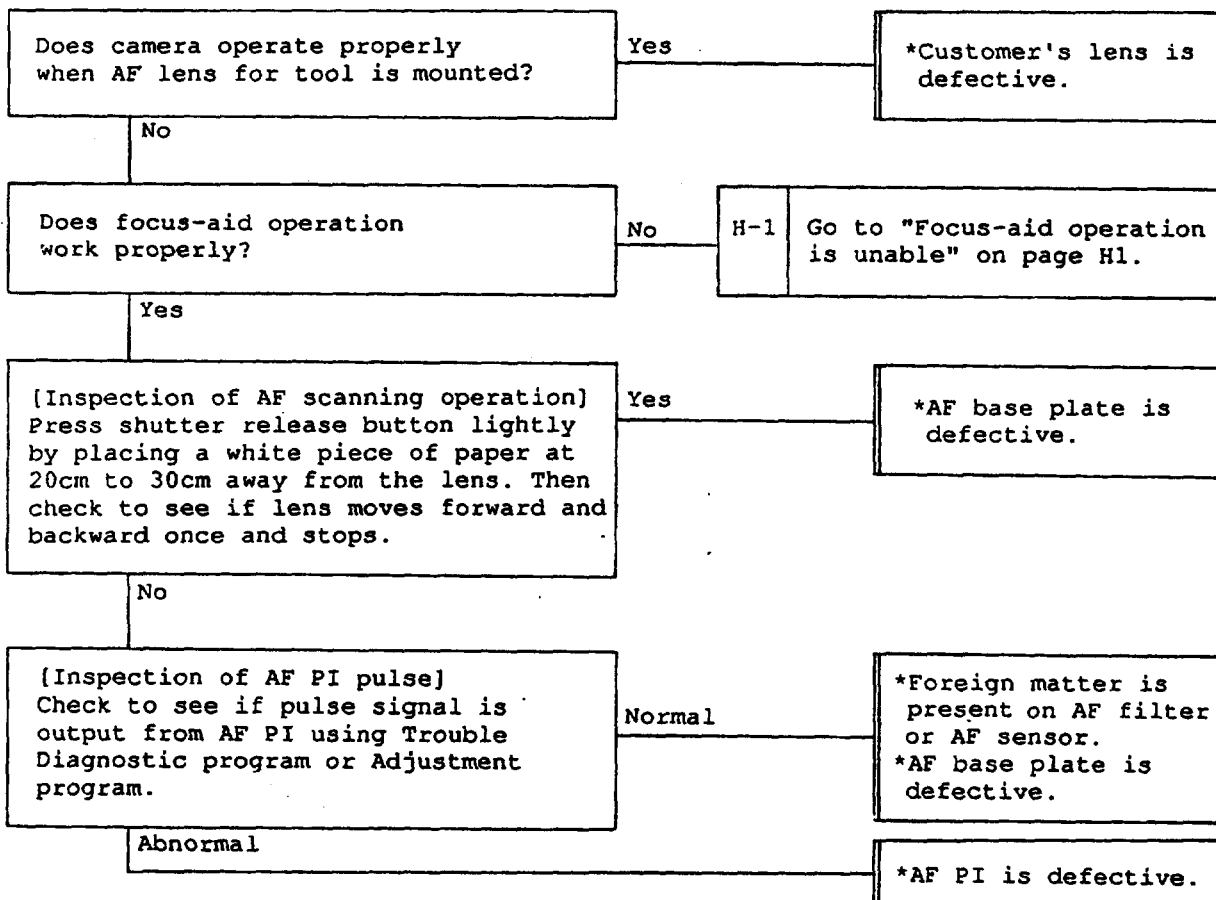 Does camera operate properly
when AF lens for tool is mounted?
Yes
*Customer's lens is
defective.
No
Does focus-aid operation
work properly?
No
H-1
Go to "Focus-aid operation
is unable" on page H1.
Yes
[Inspection of AF scanning operation]
Press shutter release button lightly
by placing a white piece of paper at
20cm to 30cm away from the lens. Then
check to see if lens moves forward and
backward once and stops.
Yes
*AF base plate is
defective.
No
[Inspection of AF PI pulse]
Check to see if pulse signal is
output from AF PI using Trouble
Diagnostic program or Adjustment
program.
Normal
*Foreign matter is
present on AF filter
or AF sensor.
*AF base plate is
defective.
Abnormal
*AF PI is defective.